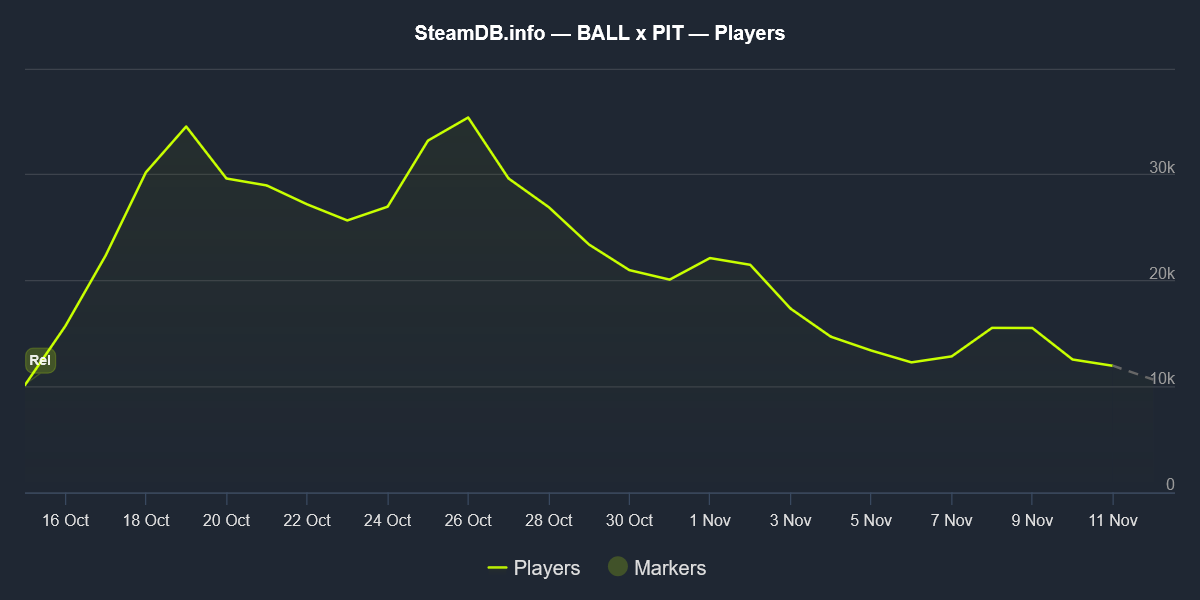 SteamDB.info — BALL x PIT — Players
30k
20k
Rel
10k
0
16 Oct 18 Oct 20 Oct 22 Oct 24 Oct 26 Oct 28 Oct 30 Oct 1 Nov 3 Nov 5 Nov 7 Nov 9 Nov 11 Nov
Players Markers